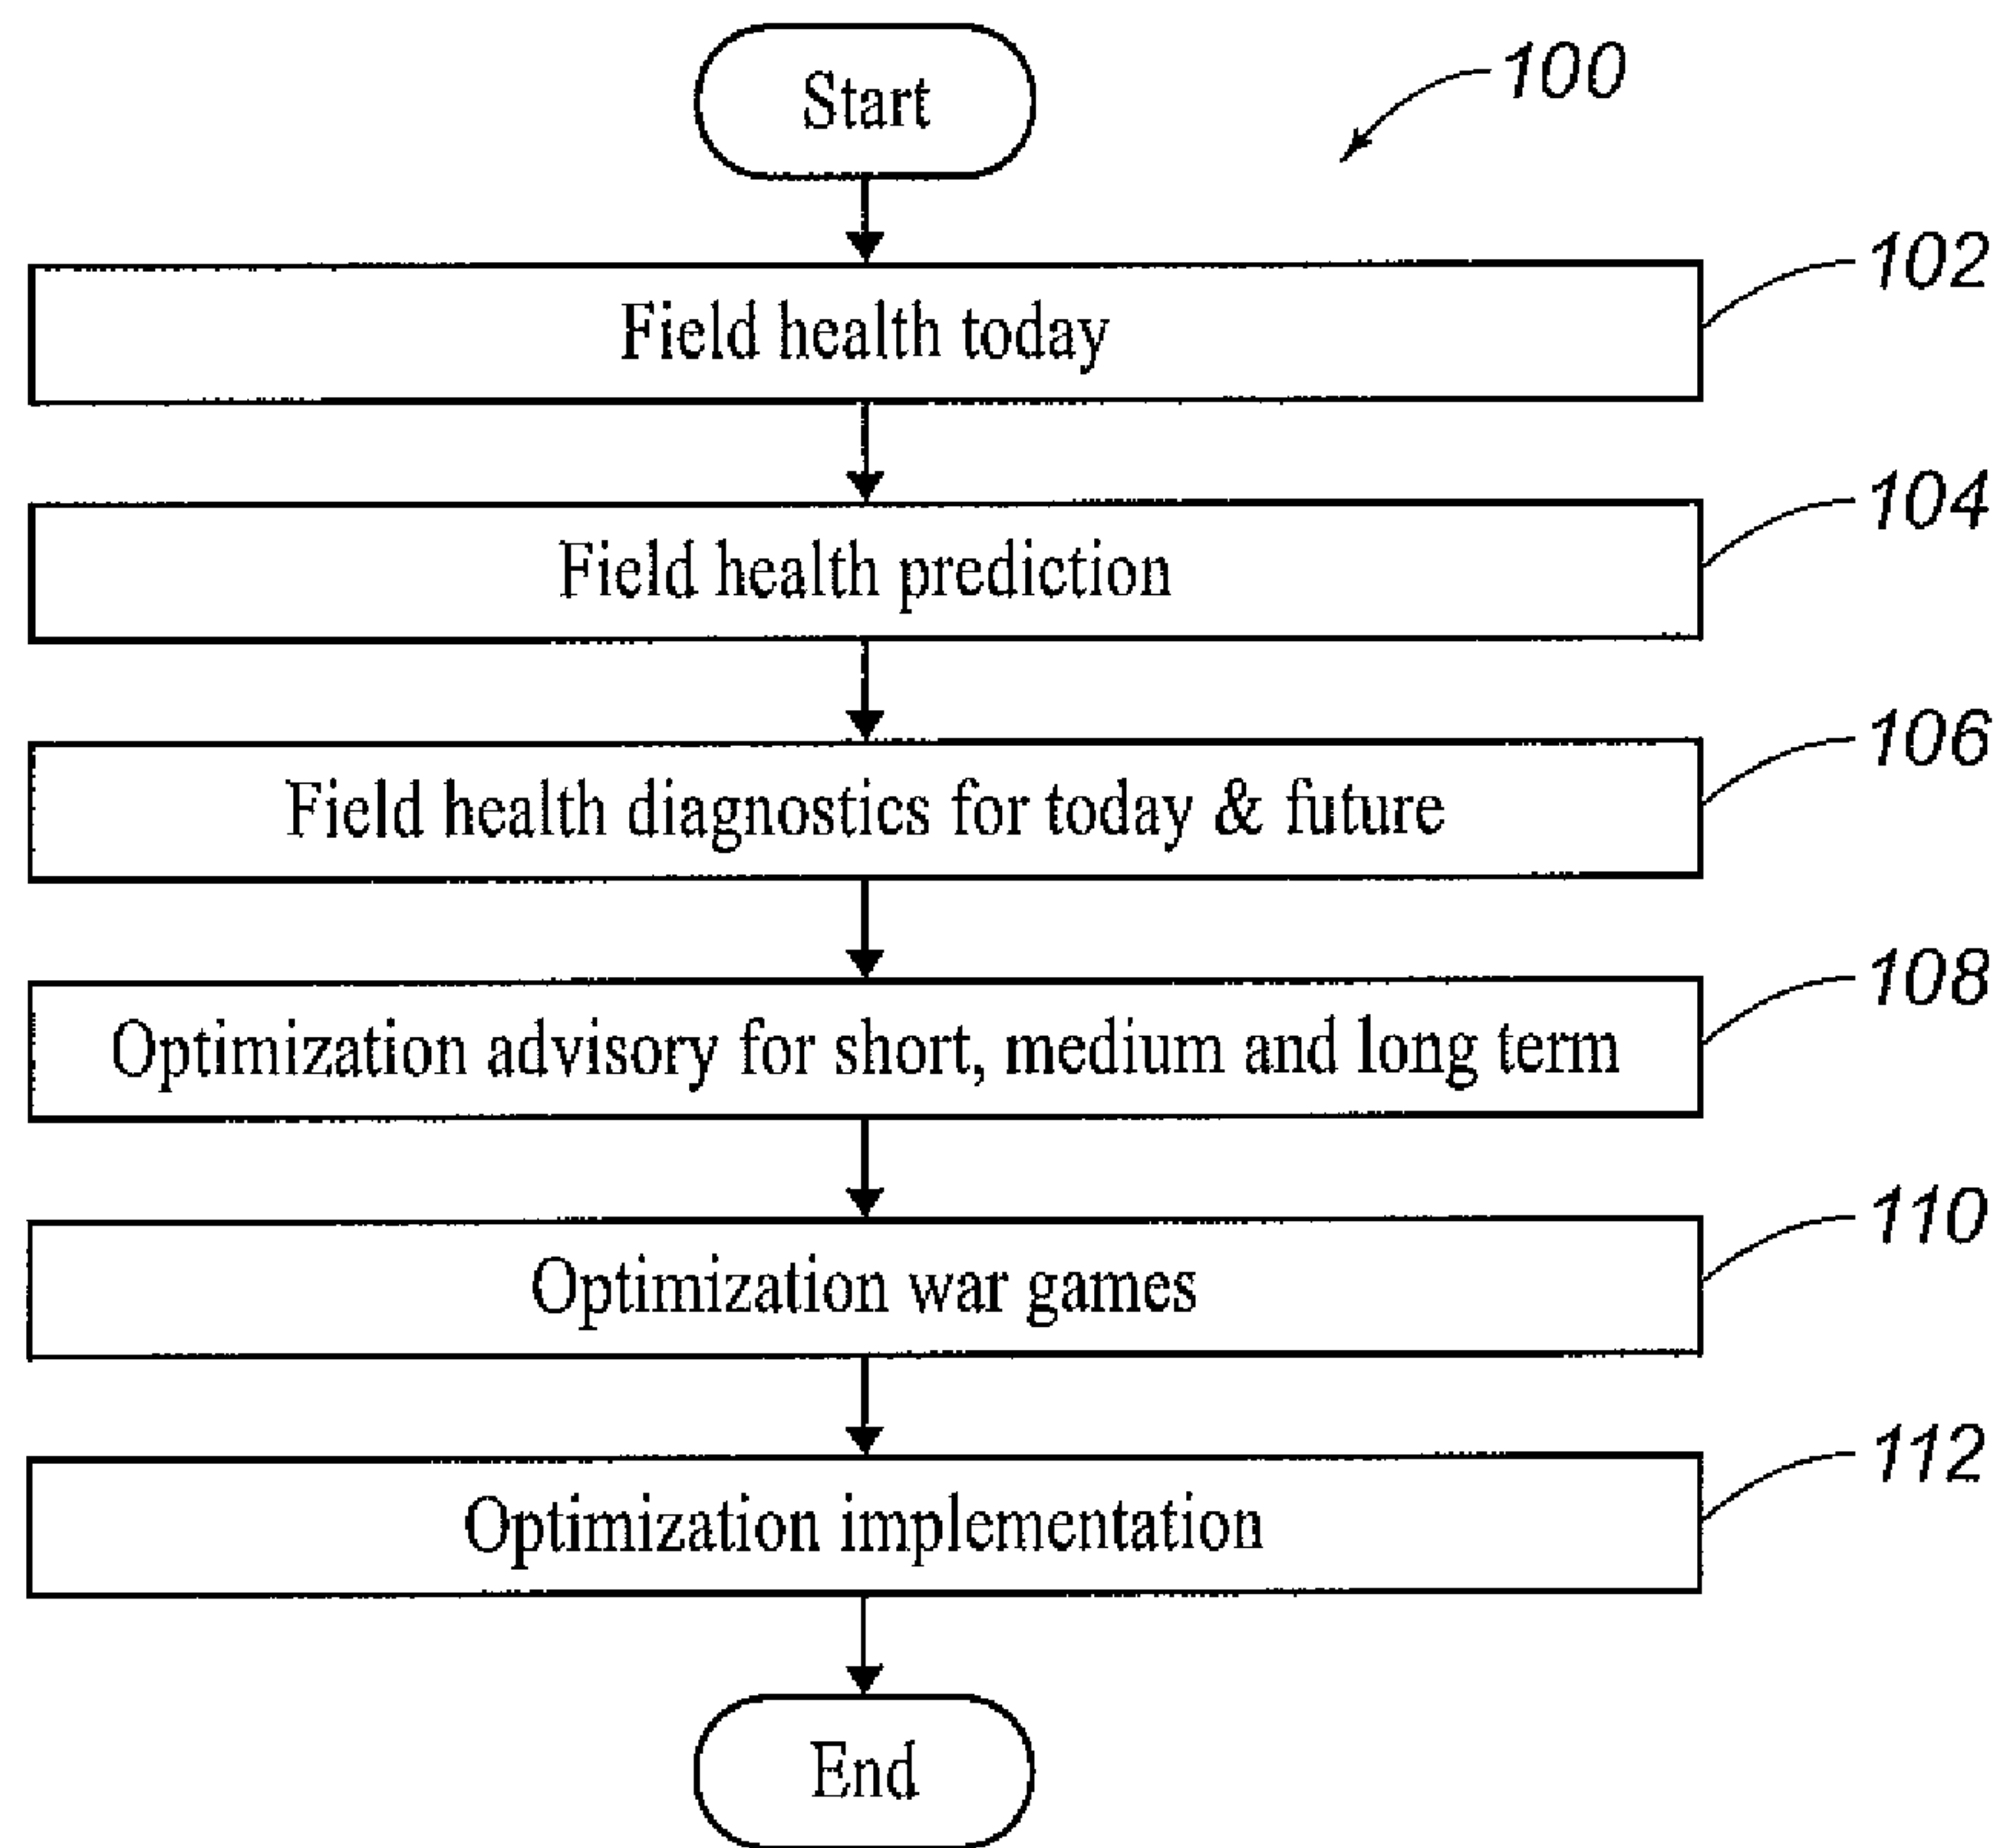 Start
100
102
Field health today
104
Field health prediction
106
Field health diagnostics for today & future
108
Optimization advisory for short, medium and long term
110
Optimization war games
112
Optimization implementation
End